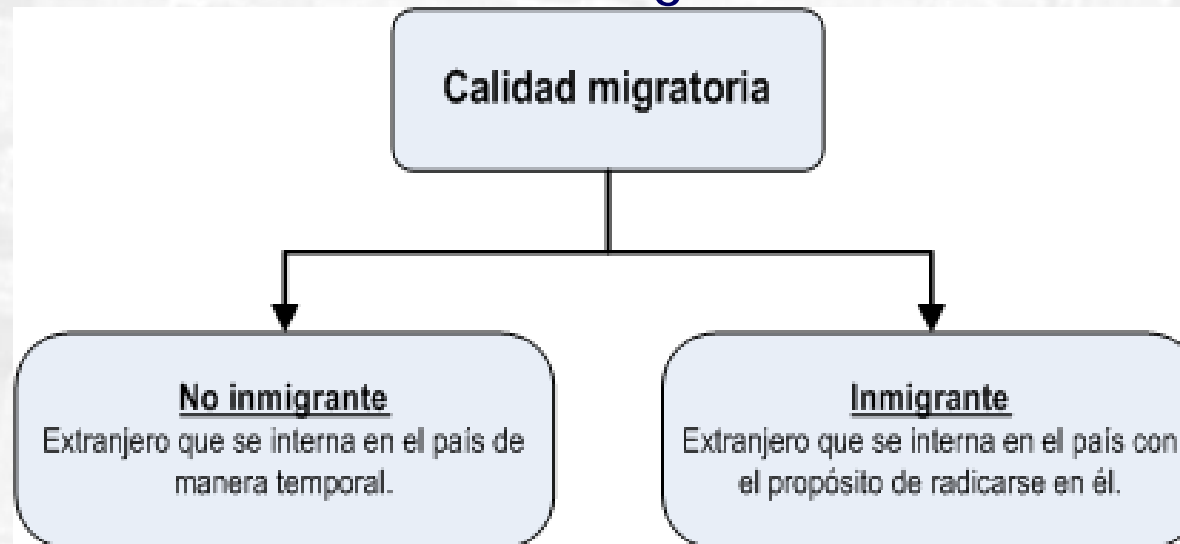 Calidad migratoria
No inmigrante
Extranjero que se interna en el país de
manera temporal.
Inmigrante
Extranjero que se interna en el país con
el propósito de radicarse en él.